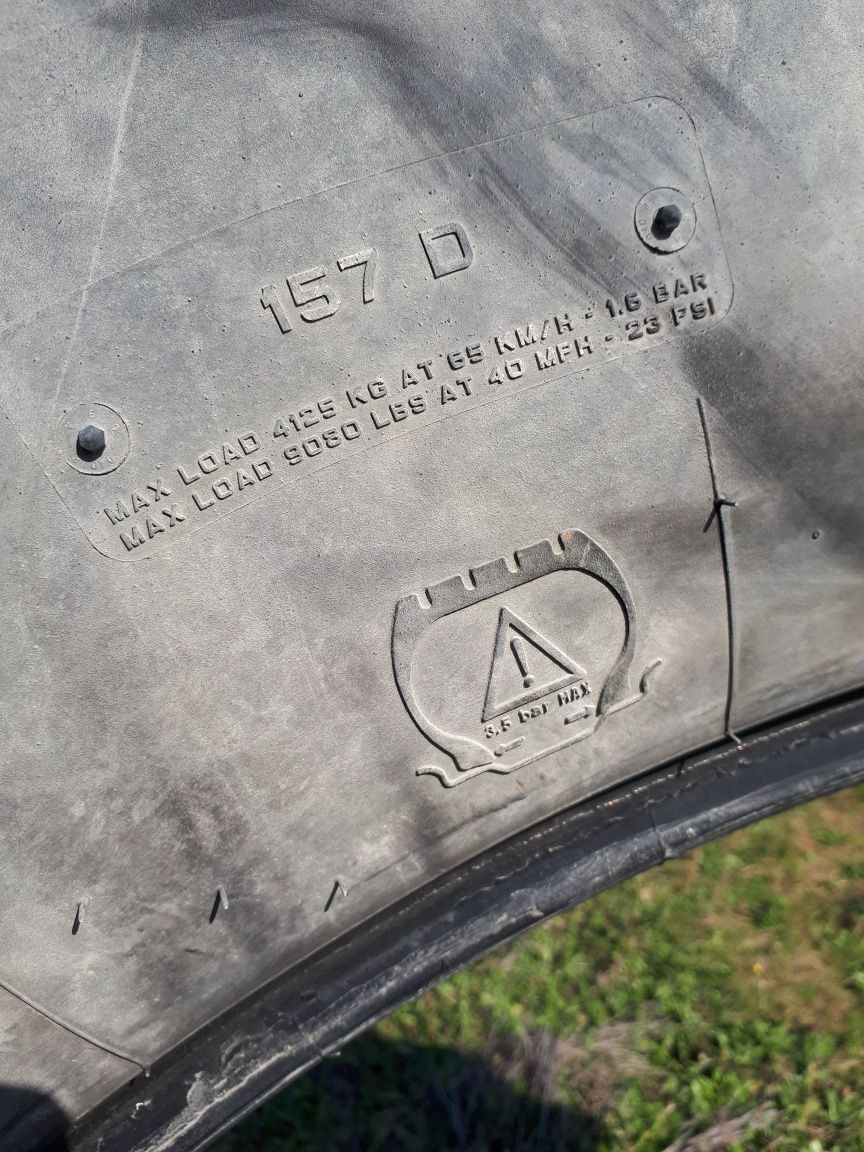 157 D
MAX LOAD 4125 KG AT 65 KM/H - 1.6 BAR
MAX LOAD 9080 LBS AT 40 MPH - 23 PSI
!
3,5 bar MAX